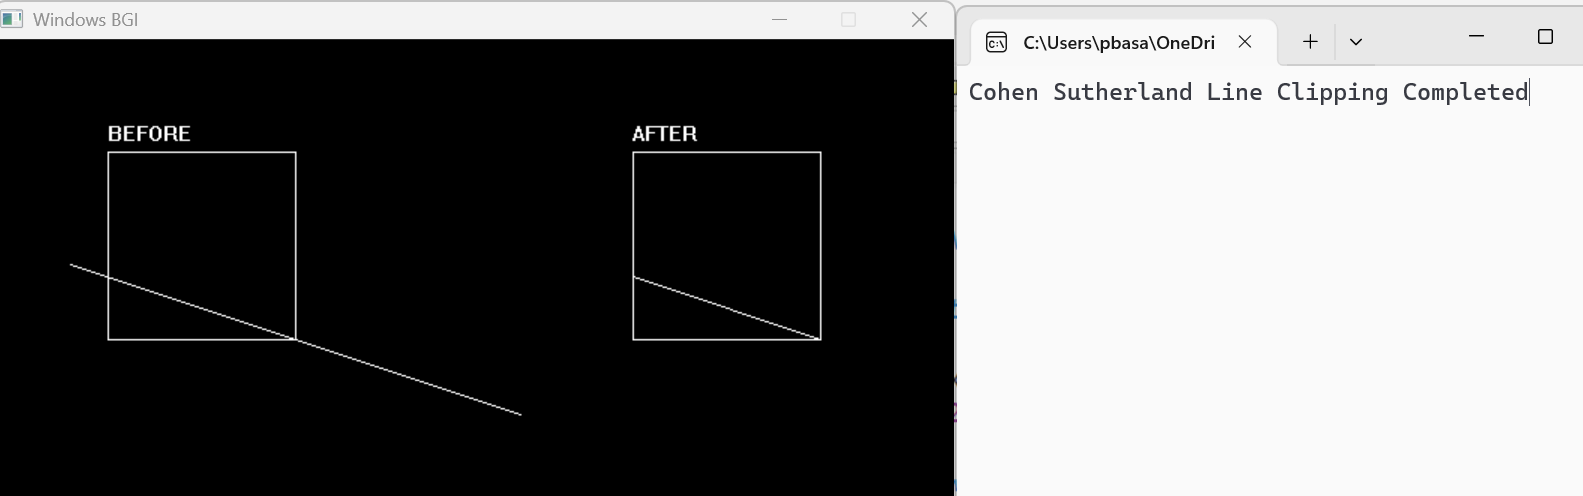 Windows BGI
C:\Users\pbasa\OneDri
Cohen Sutherland Line Clipping Completed
BEFORE
AFTER